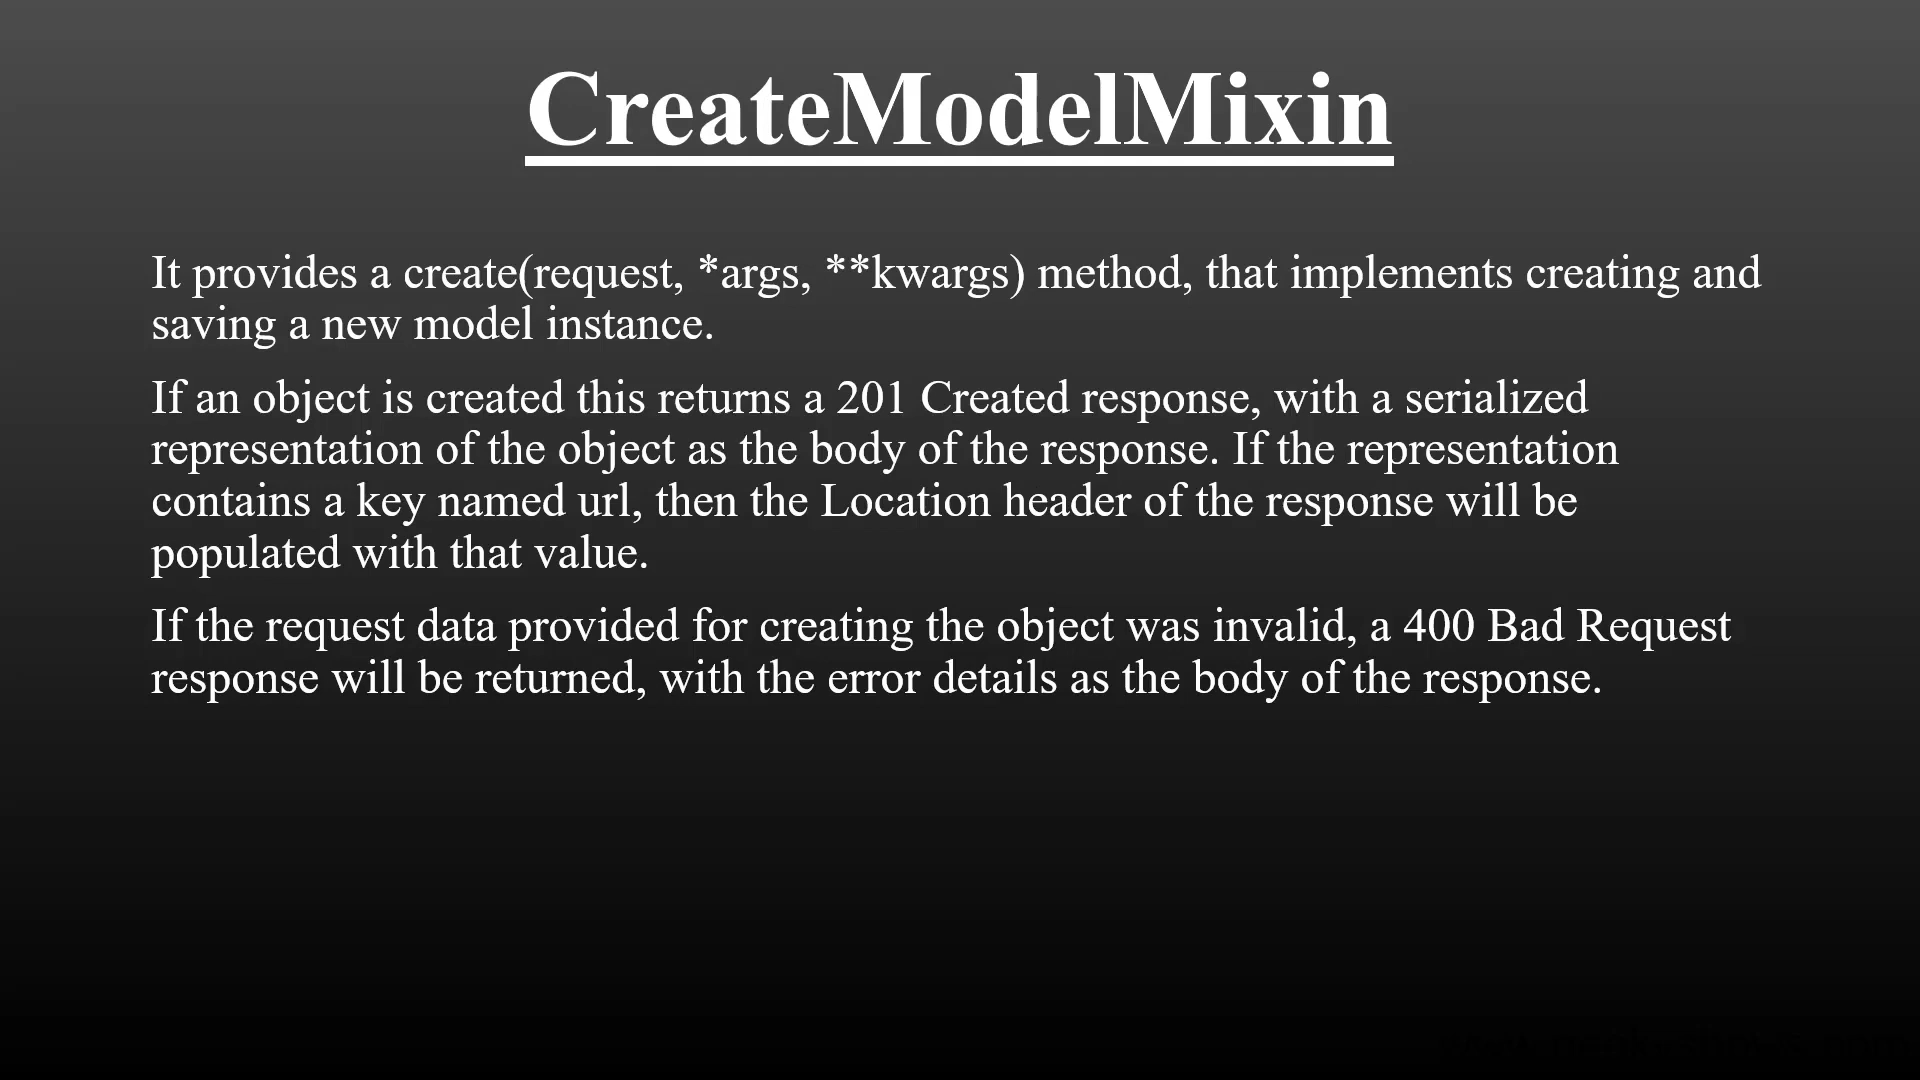 CreateModelMixin
It provides a create(request, *args, **kwargs) method, that implements creating and
saving a new model instance.
If an object is created this returns a 201 Created response, with a serialized
representation of the object as the body of the response. If the representation
contains a key named url, then the Location header of the response will be
populated with that value.
If the request data provided for creating the object was invalid, a 400 Bad Request
response will be returned, with the error details as the body of the response.